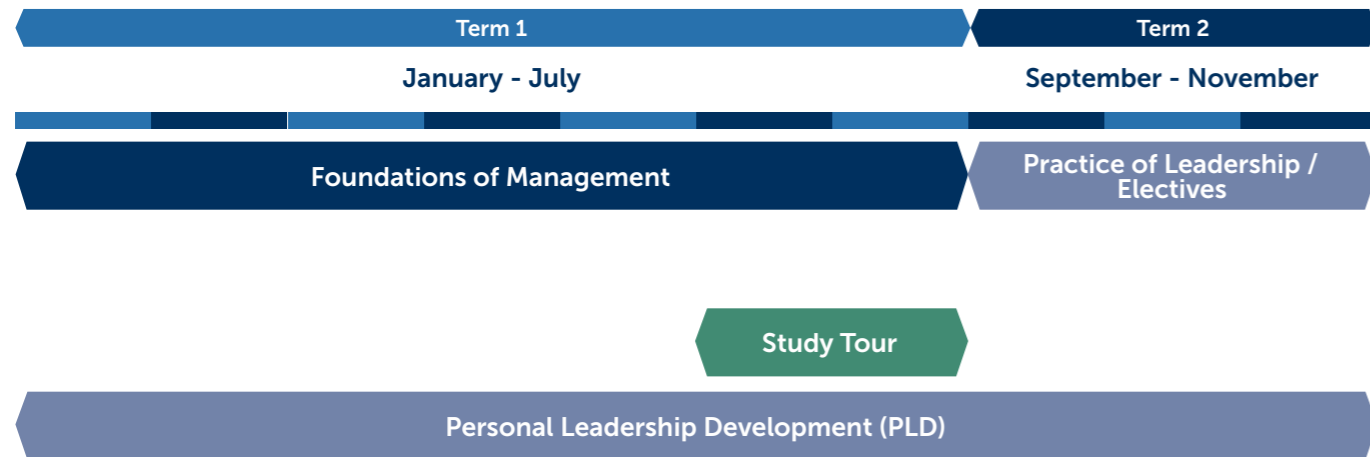 Term 1
Term 2
January - July
September - November
Foundations of Management
Practice of Leadership /
Electives
Study Tour
Personal Leadership Development (PLD)